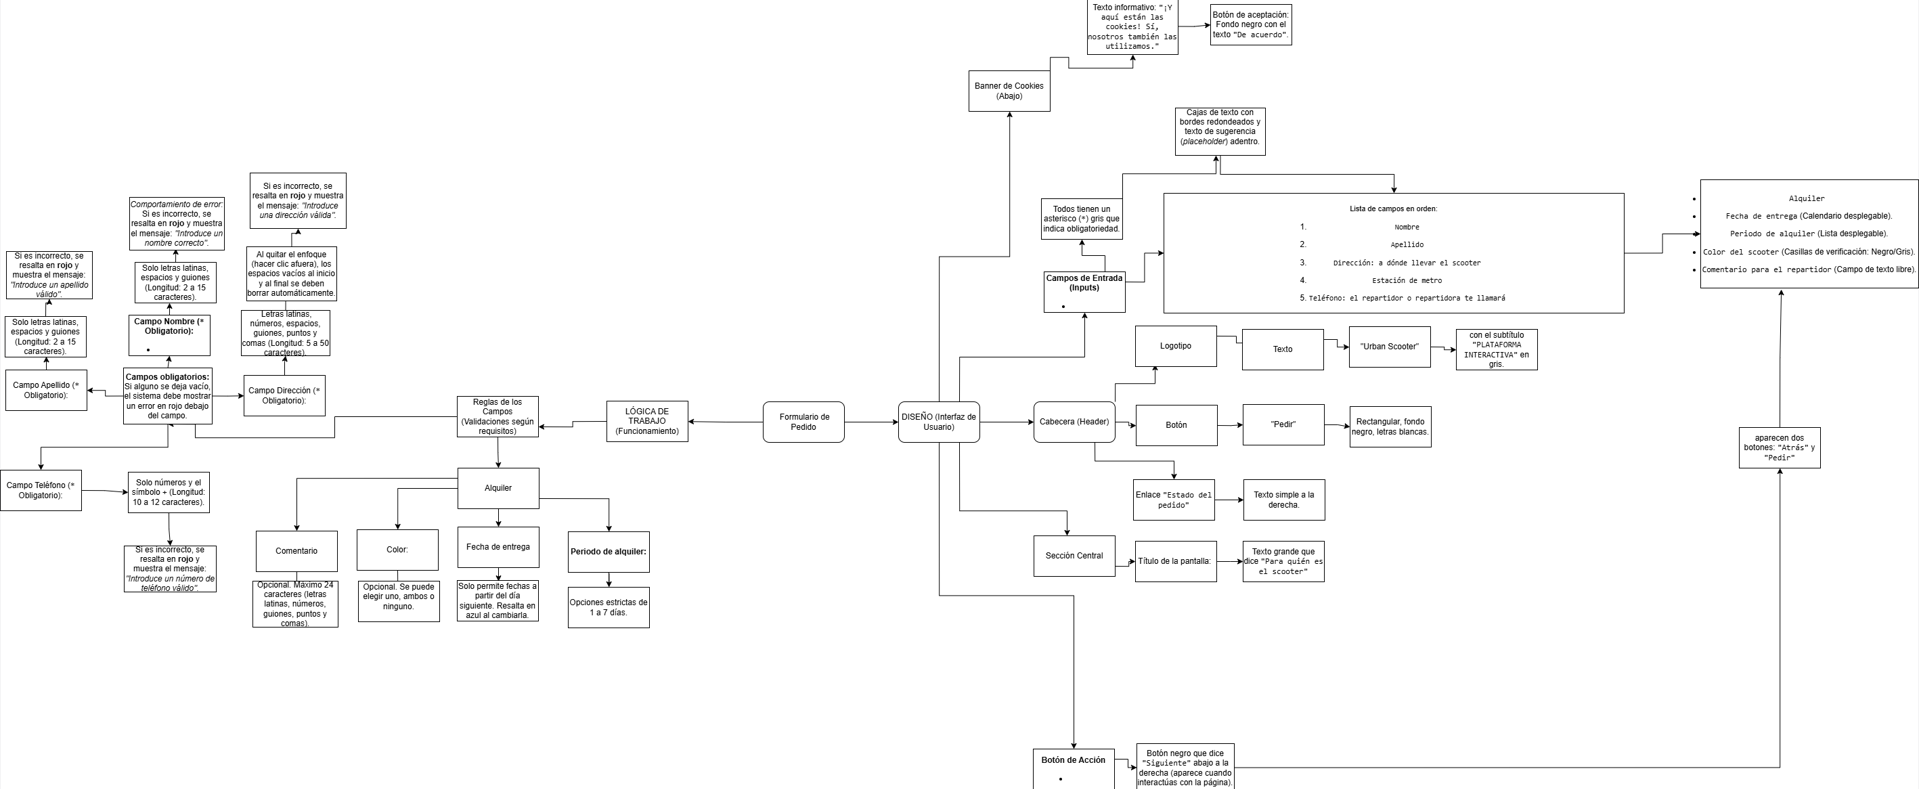 Texto informativo: "¡Y
aquí están las
cookies! Sí,
nosotros también las
utilizamos."
Botón de aceptación:
Fondo negro con el
texto "De acuerdo".
Banner de Cookies
(Abajo)
Cajas de texto con
bordes redondeados y
texto de sugerencia
(placeholder) adentro.
Todos tienen un
asterisco (*) gris que
indica obligatoriedad.
Campos de Entrada
(Inputs)
•
Lista de campos en orden:
1. Nombre
2. Apellido
3. Dirección: a dónde llevar el scooter
4. Estación de metro
5. Teléfono: el repartidor o repartidora te llamará
• Alquiler
• Fecha de entrega (Calendario desplegable).
• Periodo de alquiler (Lista desplegable).
• Color del scooter (Casillas de verificación: Negro/Gris).
• Comentario para el repartidor (Campo de texto libre).
Si es incorrecto, se
resalta en rojo y muestra
el mensaje: "Introduce
una dirección válida".
Comportamiento de error:
Si es incorrecto, se
resalta en rojo y muestra
el mensaje: "Introduce un
nombre correcto".
Si es incorrecto, se
resalta en rojo y
muestra el mensaje:
"Introduce un apellido
válido".
Solo letras latinas,
espacios y guiones
(Longitud: 2 a 15
caracteres).
Al quitar el enfoque
(hacer clic afuera), los
espacios vacíos al inicio
y al final se deben
borrar automáticamente.
Solo letras latinas,
espacios y guiones
(Longitud: 2 a 15
caracteres).
Campo Nombre (*
Obligatorio):
•
Letras latinas,
números, espacios,
guiones, puntos y
comas (Longitud: 5 a 50
caracteres).
Campo Apellido (*
Obligatorio):
Campos obligatorios:
Si alguno se deja vacío,
el sistema debe mostrar
un error en rojo debajo
del campo.
Campo Dirección (*
Obligatorio):
Reglas de los
Campos
(Validaciones según
requisitos)
LÓGICA DE
TRABAJO
(Funcionamiento)
Formulario de
Pedido
DISEÑO (Interfaz de
Usuario)
Cabecera (Header)
Logotipo
Texto
"Urban Scooter"
con el subtítulo
"PLATAFORMA
INTERACTIVA" en
gris.
Botón
"Pedir"
Rectangular, fondo
negro, letras blancas.
aparecen dos
botones: "Atrás" y
"Pedir"
Enlace "Estado del
pedido"
Texto simple a la
derecha.
Sección Central
Título de la pantalla:
Texto grande que
dice "Para quién es
el scooter"
Campo Teléfono (*
Obligatorio):
Solo números y el
símbolo + (Longitud:
10 a 12 caracteres).
Si es incorrecto, se
resalta en rojo y
muestra el mensaje:
"Introduce un número de
teléfono válido".
Alquiler
Comentario
Color:
Fecha de entrega
Periodo de alquiler:
Opcional. Máximo 24
caracteres (letras
latinas, números,
guiones, puntos y
comas).
Opcional. Se puede
elegir uno, ambos o
ninguno.
Solo permite fechas a
partir del día
siguiente. Resalta en
azul al cambiarla.
Opciones estrictas de
1 a 7 días.
Botón de Acción
•
Botón negro que dice
"Siguiente" abajo a la
derecha (aparece cuando
interactúas con la página).